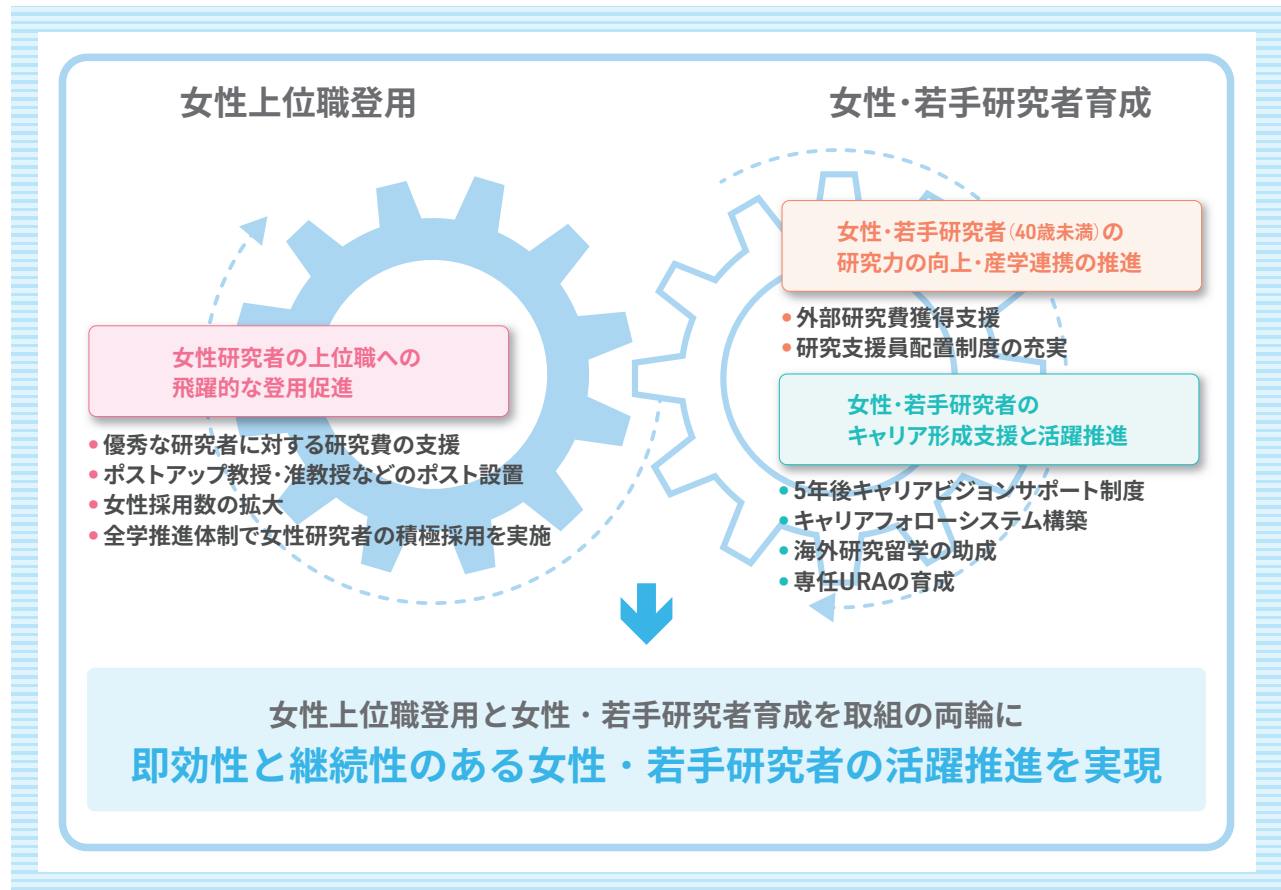 女性上位職登用
女性研究者の上位職への
飛躍的な登用促進
•優秀な研究者に対する研究費の支援
•ポストアップ教授・准教授などのポスト設置
•女性採用数の拡大
•全学推進体制で女性研究者の積極採用を実施
女性・若手研究者育成
女性・若手研究者(40歳未満)の
研究力の向上・産学連携の推進
•外部研究費獲得支援
•研究支援員配置制度の充実
女性・若手研究者の
キャリア形成支援と活躍推進
•5年後キャリアビジョンサポート制度
•キャリアフォローシステム構築
•海外研究留学の助成
•専任URAの育成
女性上位職登用と女性・若手研究者育成を取組の両輪に
即効性と継続性のある女性・若手研究者の活躍推進を実現